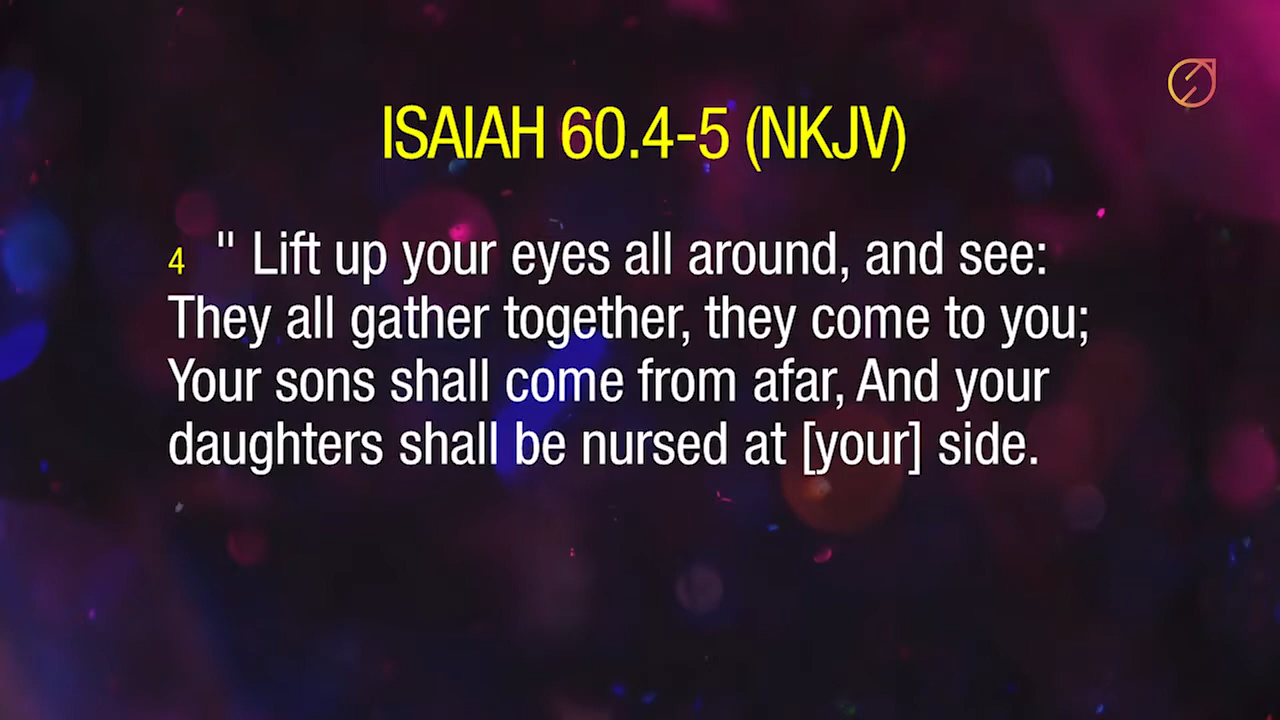 ISAIAH 60.4-5 (NKJV)
4 " Lift up your eyes all around, and see:
They all gather together, they come to you;
Your sons shall come from afar, And your
daughters shall be nursed at [your] side.